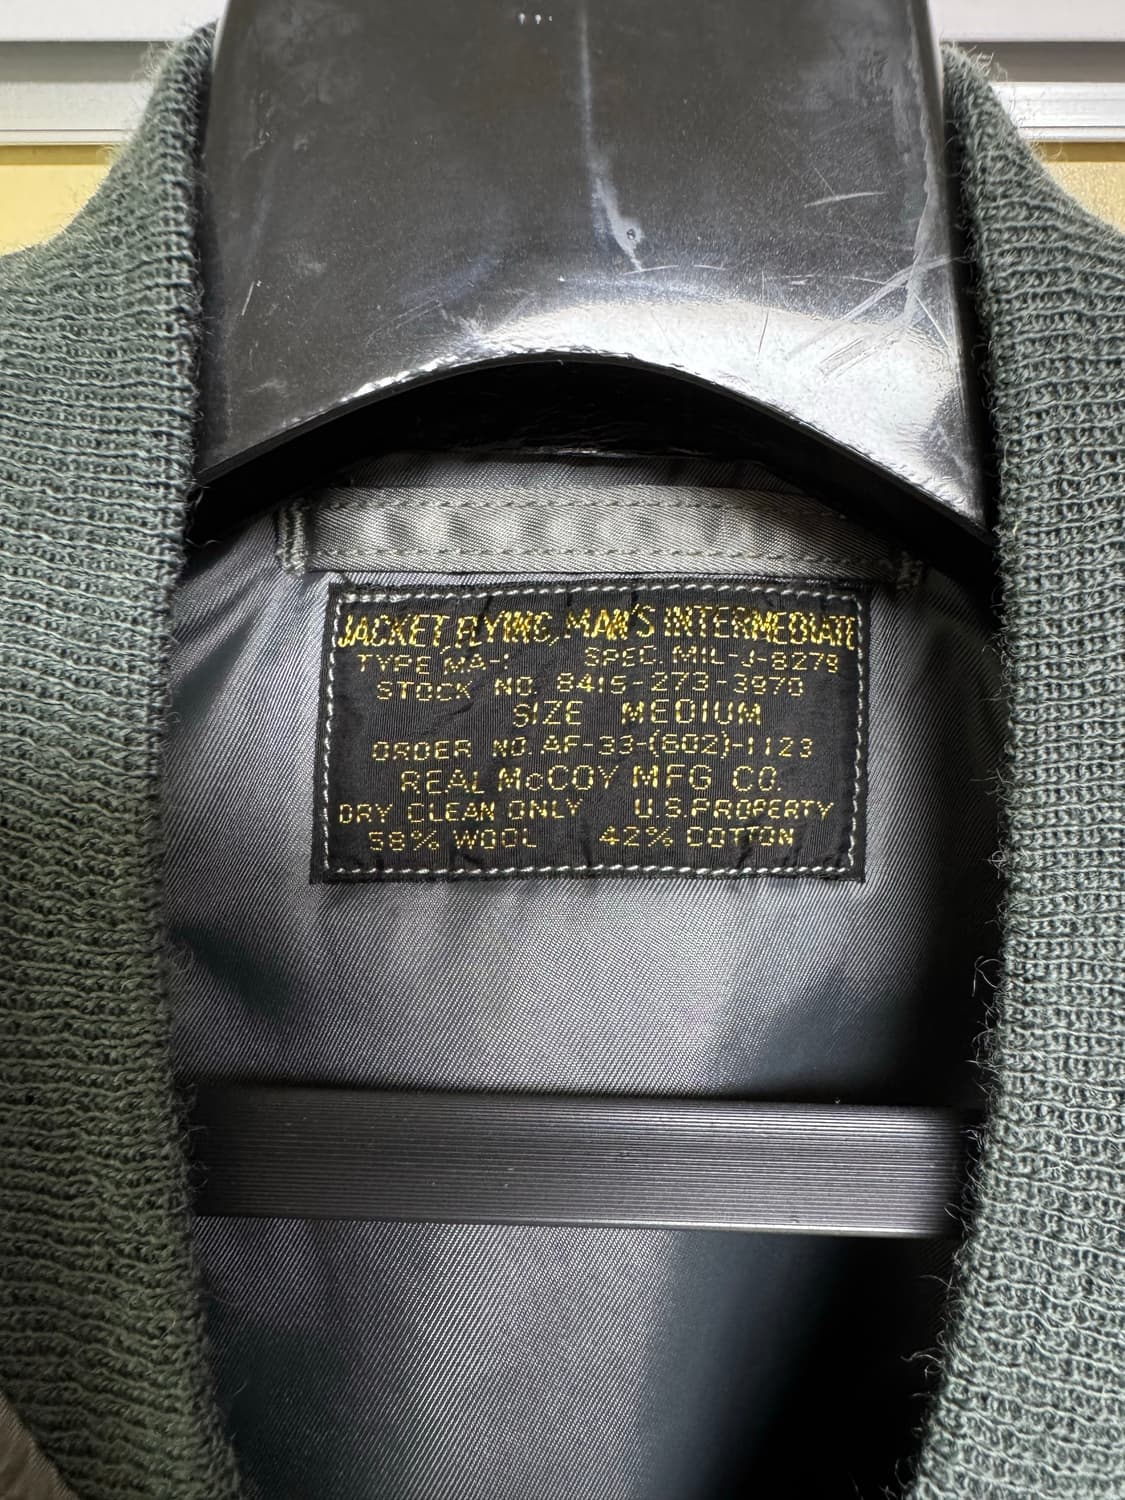 JACKET, FLYING, MAN'S INTERMEDIATE
TYPE MA-1 SPEC. MIL-J-8279
STOCK NO. 8415-273-3970
SIZE MEDIUM
ORDER NO. AF-33-(602)-1123
REAL McCOY MFG CO.
DRY CLEAN ONLY U.S.PROPERTY
58% WOOL 42% COTTON